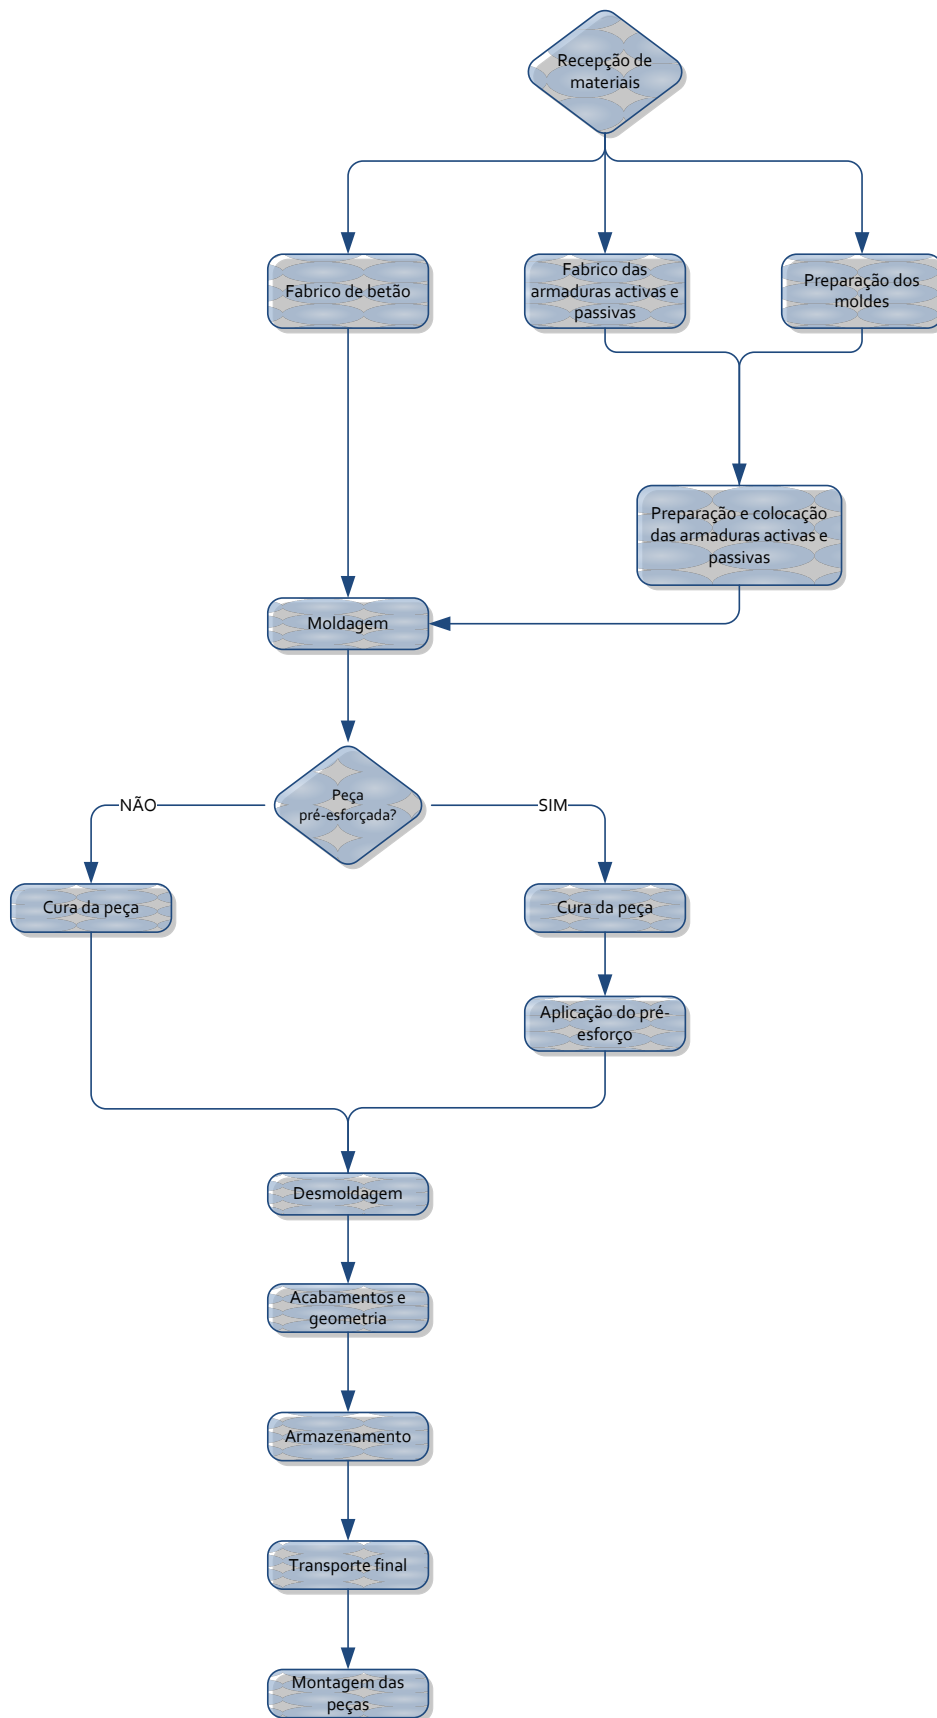 Recepção de
materiais
Fabrico de betão
Fabrico das
armaduras activas e
passivas
Preparação dos
moldes
Preparação e colocação
das armaduras activas e
passivas
Moldagem
Peça
pré-esforçada?
NÃO
SIM
Cura da peça
Cura da peça
Aplicação do pré-
esforço
Desmoldagem
Acabamentos e
geometria
Armazenamento
Transporte final
Montagem das
peças